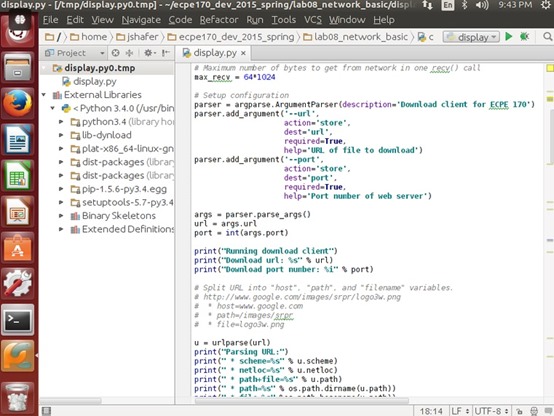 display.py - [/tmp/display.py0.tmp] - ~/ecpe170_dev_2015_spring/lab08_network_basic/disp
En
9:43 PM
File Edit View Navigate Code Refactor Run Tools VCS Window Help
/ home jshafer ecpe170_dev_2015_spring lab08_network_basic c display
Project
display.py
display.py0.tmp
display.py
External Libraries
< Python 3.4.0 (/usr/bin/
python3.4 (library ho
lib-dynload
plat-x86_64-linux-gn
dist-packages (library
dist-packages (library
pip-1.5.6-py3.4.egg
setuptools-5.7-py3.4
Binary Skeletons
Extended Definitions
# Maximum number of bytes to get from network in one recv() call
max_recv = 64*1024
# Setup configuration
parser = argparse.ArgumentParser(description='Download client for ECPE 170')
parser.add_argument('--url',
action='store',
dest='url',
required=True,
help='URL of file to download')
parser.add_argument('--port',
action='store',
dest='port',
required=True,
help='Port number of web server')
args = parser.parse_args()
url = args.url
port = int(args.port)
print("Running download client")
print("Download url: %s" % url)
print("Download port number: %i" % port)
# Split URL into "host", "path", and "filename" variables.
# http://www.google.com/images/srpr/logo3w.png
# * host=www.google.com
# * path=/images/srpr
# * file=logo3w.png
u = urlparse(url)
print("Parsing URL:")
print(" * scheme=%s" % u.scheme)
print(" * netloc=%s" % u.netloc)
print(" * path+file=%s" % u.path)
print(" * path=%s" % os.path.dirname(u.path))
18:14 LF UTF-8